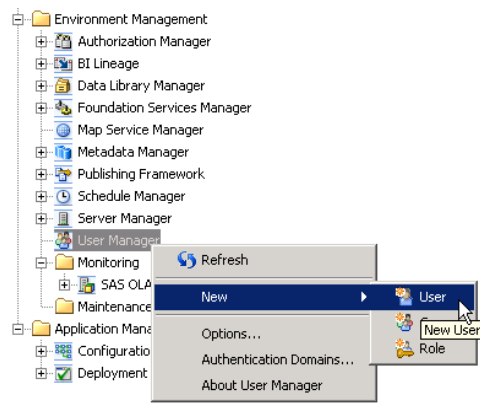 Environment Management
Authorization Manager
BI Lineage
Data Library Manager
Foundation Services Manager
Map Service Manager
Metadata Manager
Publishing Framework
Schedule Manager
Server Manager
User Manager
Refresh
Monitoring
SAS OLA
New
User
Maintenance
New User
Application Mana
Options...
Role
Configuratio
Authentication Domains...
Deployment
About User Manager